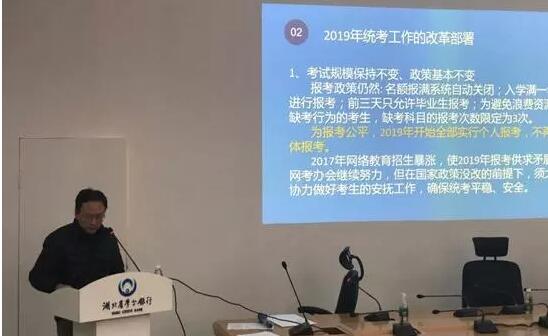 02
2019年统考工作的改革部署
1、考试规模保持不变、政策基本不变
报考政策仍然: 名额报满系统自动关闭；入学满一
进行报考；前三天只允许毕业生报考；为避免浪费资
缺考行为的考生，缺考科目的报考次数限定为3次。
为报考公平，2019年开始全部实行个人报考，不再
体报考。
2017年网络教育招生暴涨，使2019年报考供求矛盾
网考办会继续努力，但在国家政策没改的前提下，须
协力做好考生的安抚工作，确保统考平稳、安全。
湖北省学分银行